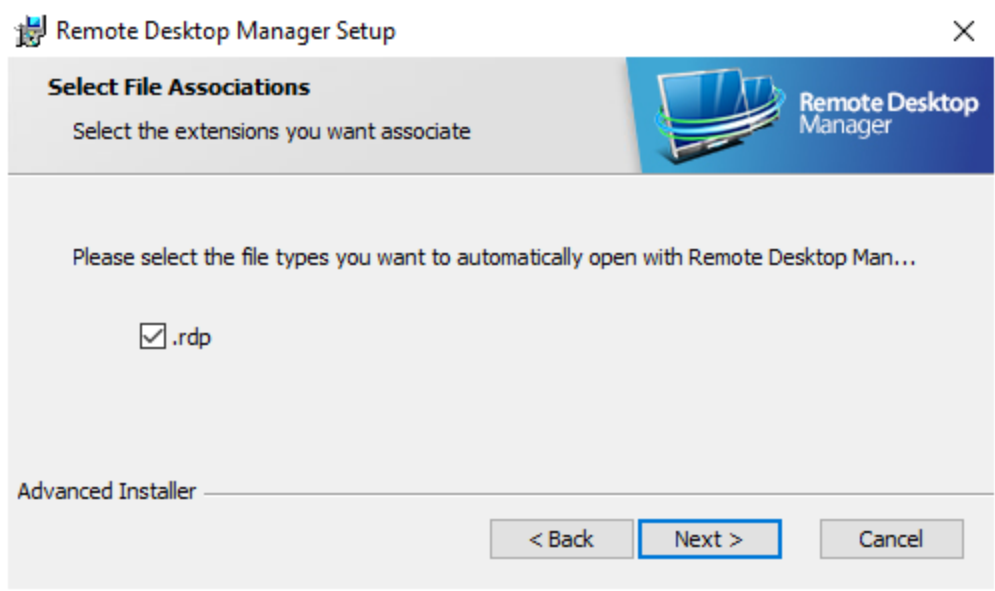 Remote Desktop Manager Setup
Select File Associations
Select the extensions you want associate
Remote Desktop
Manager
Please select the file types you want to automatically open with Remote Desktop Man...
.rdp
Advanced Installer
< Back
Next >
Cancel